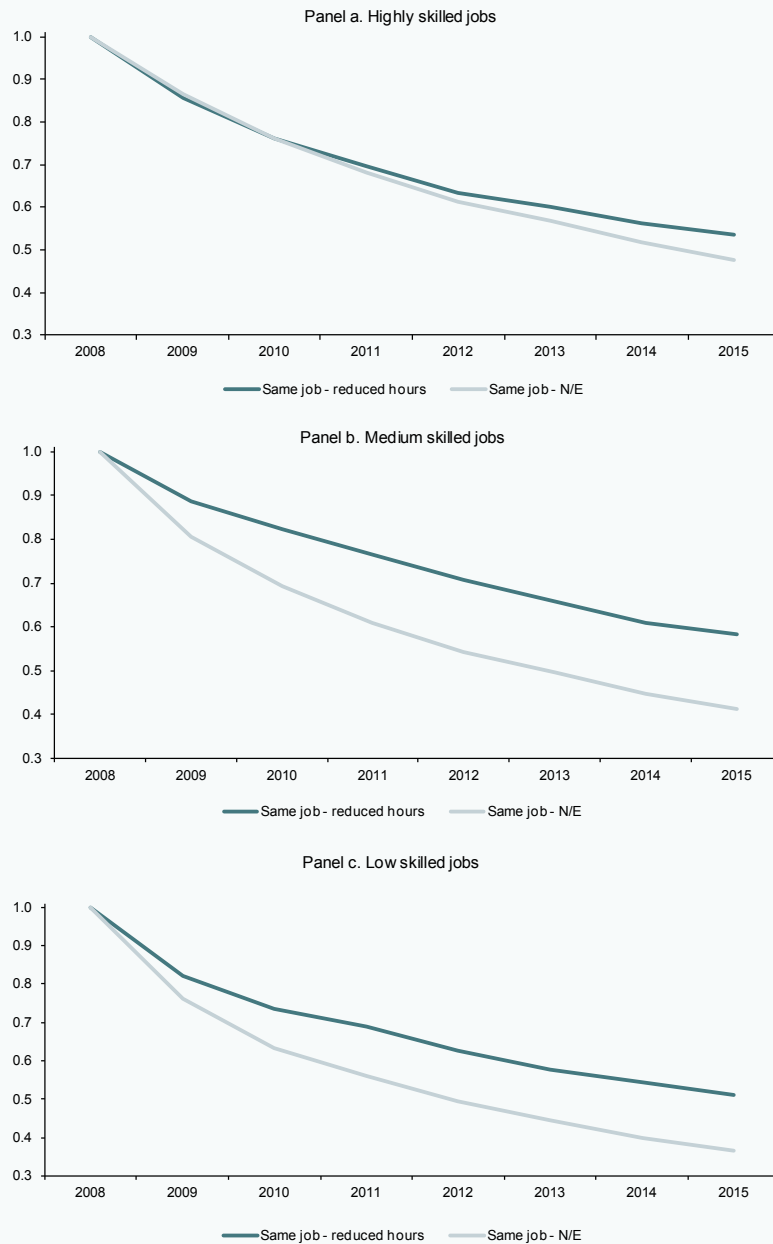 Panel a. Highly skilled jobs
1.0
0.9
0.8
0.7
0.6
0.5
0.4
0.3
2008 2009 2010 2011 2012 2013 2014 2015
Same job - reduced hours Same job - N/E
Panel b. Medium skilled jobs
1.0
0.9
0.8
0.7
0.6
0.5
0.4
0.3
2008 2009 2010 2011 2012 2013 2014 2015
Same job - reduced hours Same job - N/E
Panel c. Low skilled jobs
1.0
0.9
0.8
0.7
0.6
0.5
0.4
0.3
2008 2009 2010 2011 2012 2013 2014 2015
Same job - reduced hours Same job - N/E